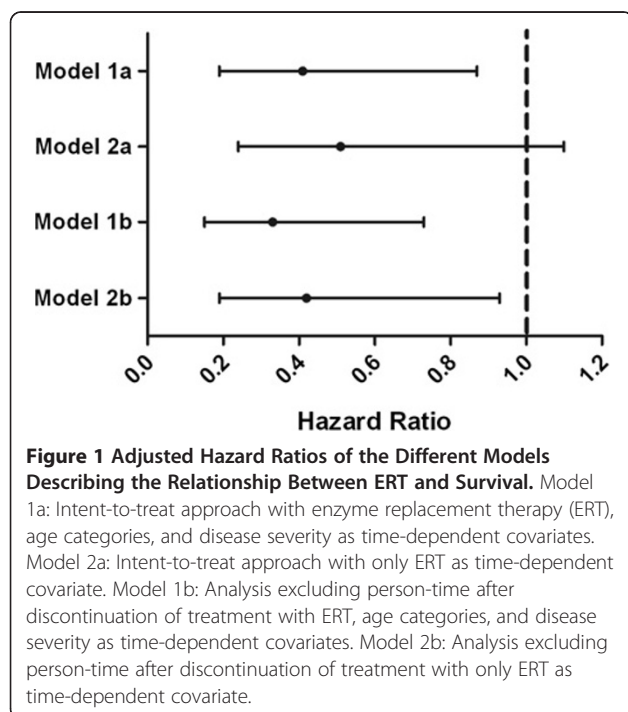 Model 1a
Model 2a
Model 1b
Model 2b
0.0 0.2 0.4 0.6 0.8 1.0 1.2
Hazard Ratio
Figure 1 Adjusted Hazard Ratios of the Different Models
Describing the Relationship Between ERT and Survival. Model
1a: Intent-to-treat approach with enzyme replacement therapy (ERT),
age categories, and disease severity as time-dependent covariates.
Model 2a: Intent-to-treat approach with only ERT as time-dependent
covariate. Model 1b: Analysis excluding person-time after
discontinuation of treatment with ERT, age categories, and disease
severity as time-dependent covariates. Model 2b: Analysis excluding
person-time after discontinuation of treatment with only ERT as
time-dependent covariate.